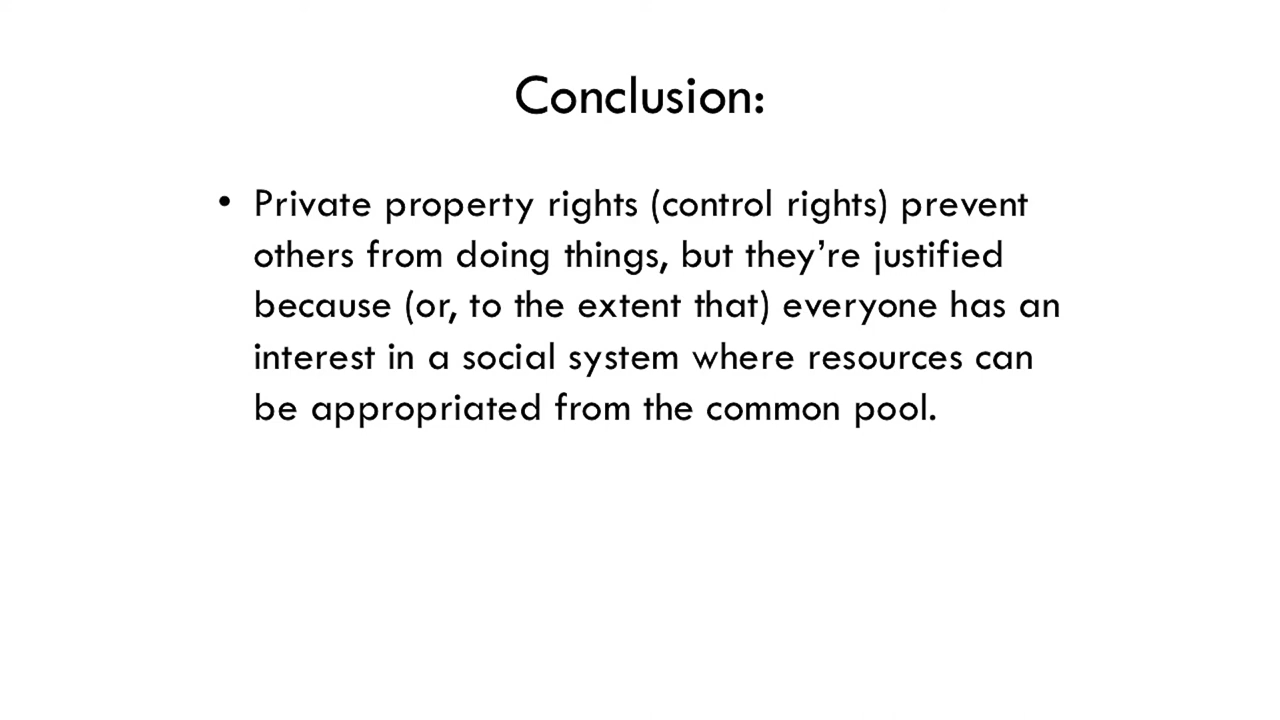 Conclusion:
• Private property rights (control rights) prevent
others from doing things, but they’re justified
because (or, to the extent that) everyone has an
interest in a social system where resources can
be appropriated from the common pool.